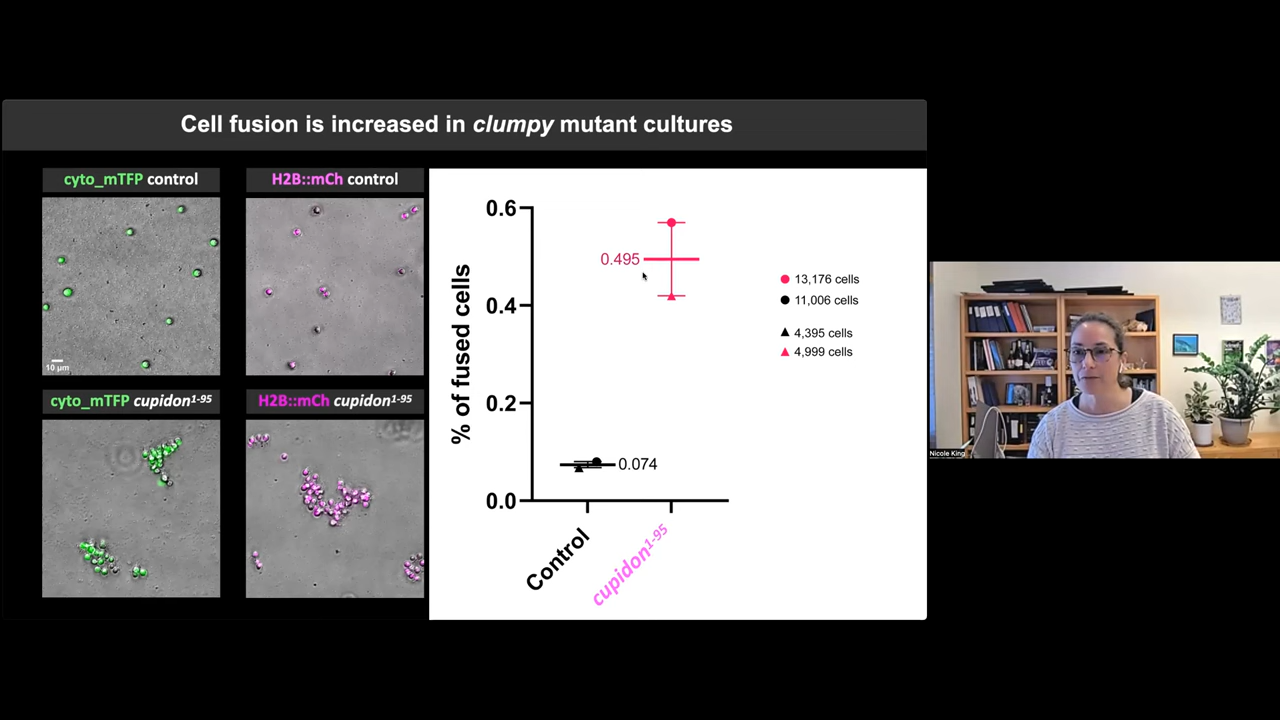 Cell fusion is increased in clumpy mutant cultures
cyto_mTFP control
H2B::mCh control
10 µm
cyto_mTFP cupidon1-95
H2B::mCh cupidon1-95
% of fused cells
0.6
0.4
0.2
0.0
0.495
0.074
Control
cupidon1-95
13,176 cells
11,006 cells
4,395 cells
4,999 cells
Nicole King